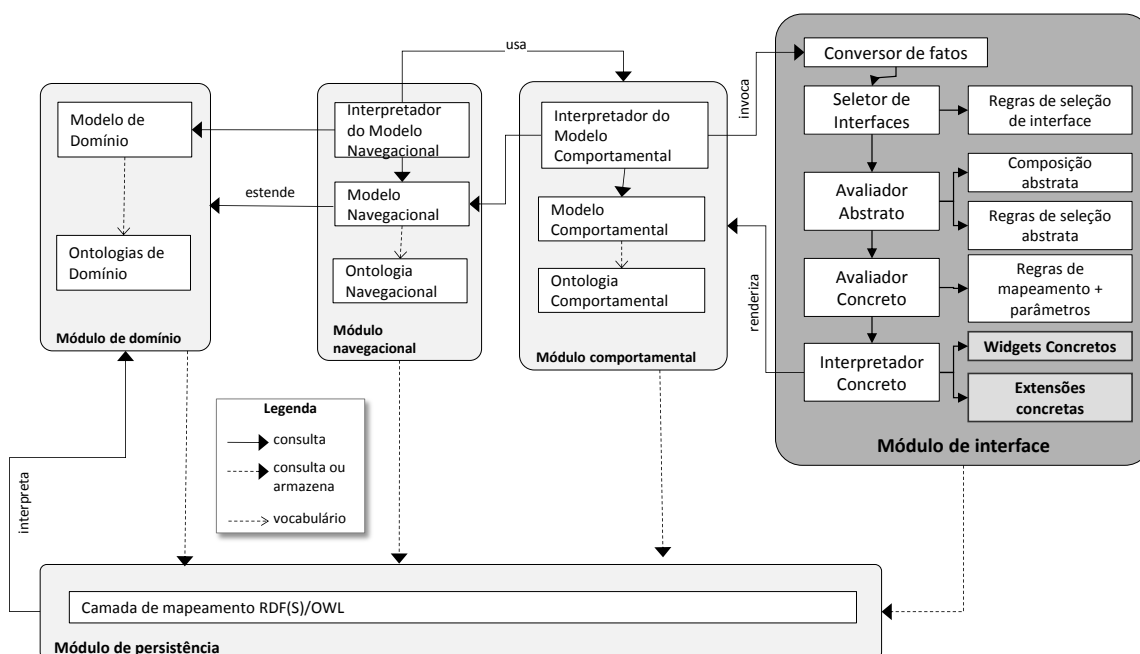 usa
invoca
Conversor de fatos
Seletor de
Interfaces
Regras de seleção
de interface
Avaliador
Abstrato
Composição
abstrata
Regras de seleção
abstrata
Avaliador
Concreto
Regras de
mapeamento +
parâmetros
Interpretador
Concreto
Widgets Concretos
Extensões
concretas
Módulo de interface
Modelo de
Domínio
Ontologias de
Domínio
Módulo de domínio
estende
Interpretador
do Modelo
Navegacional
Modelo
Navegacional
Ontologia
Navegacional
Módulo
navegacional
Interpretador do
Modelo
Comportamental
Modelo
Comportamental
Ontologia
Comportamental
Módulo comportamental
renderiza
Legenda
consulta
consulta ou
armazena
vocabulário
interpreta
Camada de mapeamento RDF(S)/OWL
Módulo de persistência